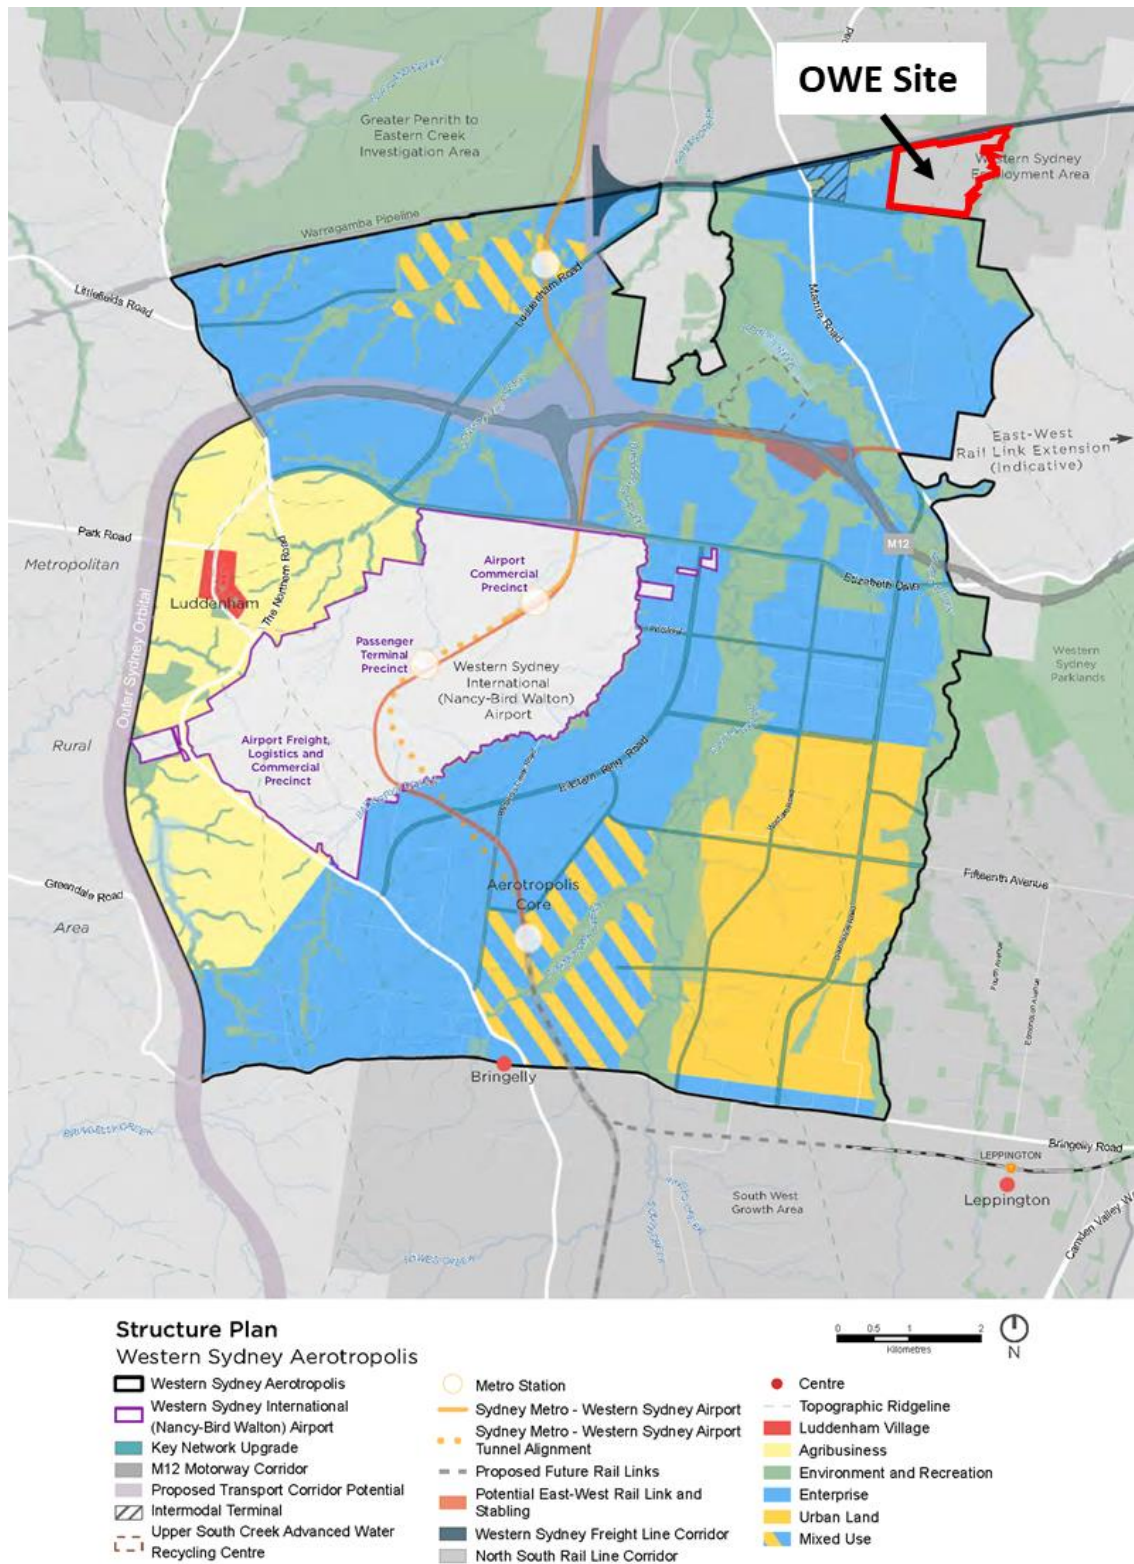 OWE Site
Greater Penrith to
Eastern Creek
Investigation Area
Western Sydney
Employment Area
Warragamba Pipeline
Littlefields Road
Luddenham Road
Mamre Road
East-West
Rail Link Extension
(Indicative)
Park Road
Metropolitan
Luddenham
The Northern Road
Outer Sydney Orbital
M12
Airport
Commercial
Precinct
Passenger
Terminal
Precinct
Western Sydney
International
(Nancy-Bird Walton)
Airport
Western
Sydney
Parklands
Rural
Airport Freight,
Logistics and
Commercial
Precinct
Eastern Ring Road
Greendale Road
Area
Aerotropolis
Core
Fifteenth Avenue
Fourth Avenue
Edmondson Avenue
Bringelly
Bringelly Road
LEPPINGTON
Leppington
South West
Growth Area
Structure Plan
Western Sydney Aerotropolis
0 0.5 1 2
Kilometres
N
Western Sydney Aerotropolis
Western Sydney International
(Nancy-Bird Walton) Airport
Key Network Upgrade
M12 Motorway Corridor
Proposed Transport Corridor Potential
Intermodal Terminal
Upper South Creek Advanced Water
Recycling Centre
Metro Station
Sydney Metro - Western Sydney Airport
Sydney Metro - Western Sydney Airport
Tunnel Alignment
Proposed Future Rail Links
Potential East-West Rail Link and
Stabling
Western Sydney Freight Line Corridor
North South Rail Line Corridor
Centre
Topographic Ridgeline
Luddenham Village
Agribusiness
Environment and Recreation
Enterprise
Urban Land
Mixed Use